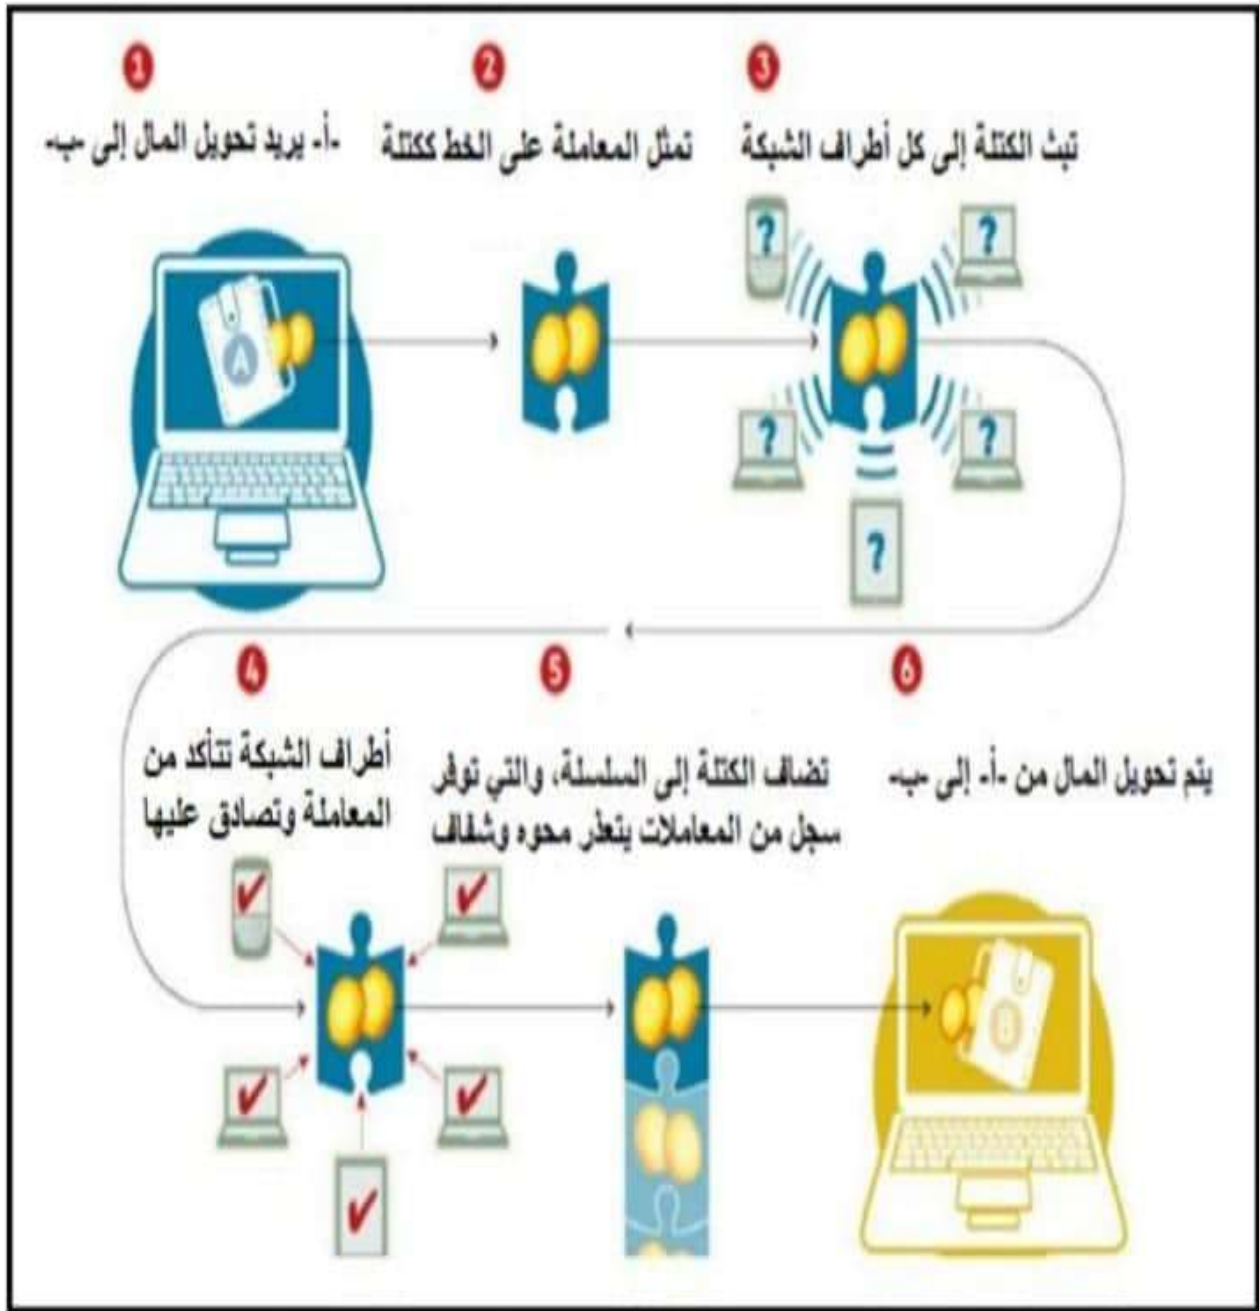 1
-أ- يريد تحويل المال إلى -ب-
A
2
تمثل المعاملة على الخط ككتلة
3
تبث الكتلة إلى كل أطراف الشبكة
?
?
?
?
?
4
أطراف الشبكة تتأكد من
المعاملة وتصادق عليها
5
تضاف الكتلة إلى السلسلة، والتي توفر
سجل من المعاملات يتعذر محوه وشفاف
6
يتم تحويل المال من -أ- إلى -ب-
B